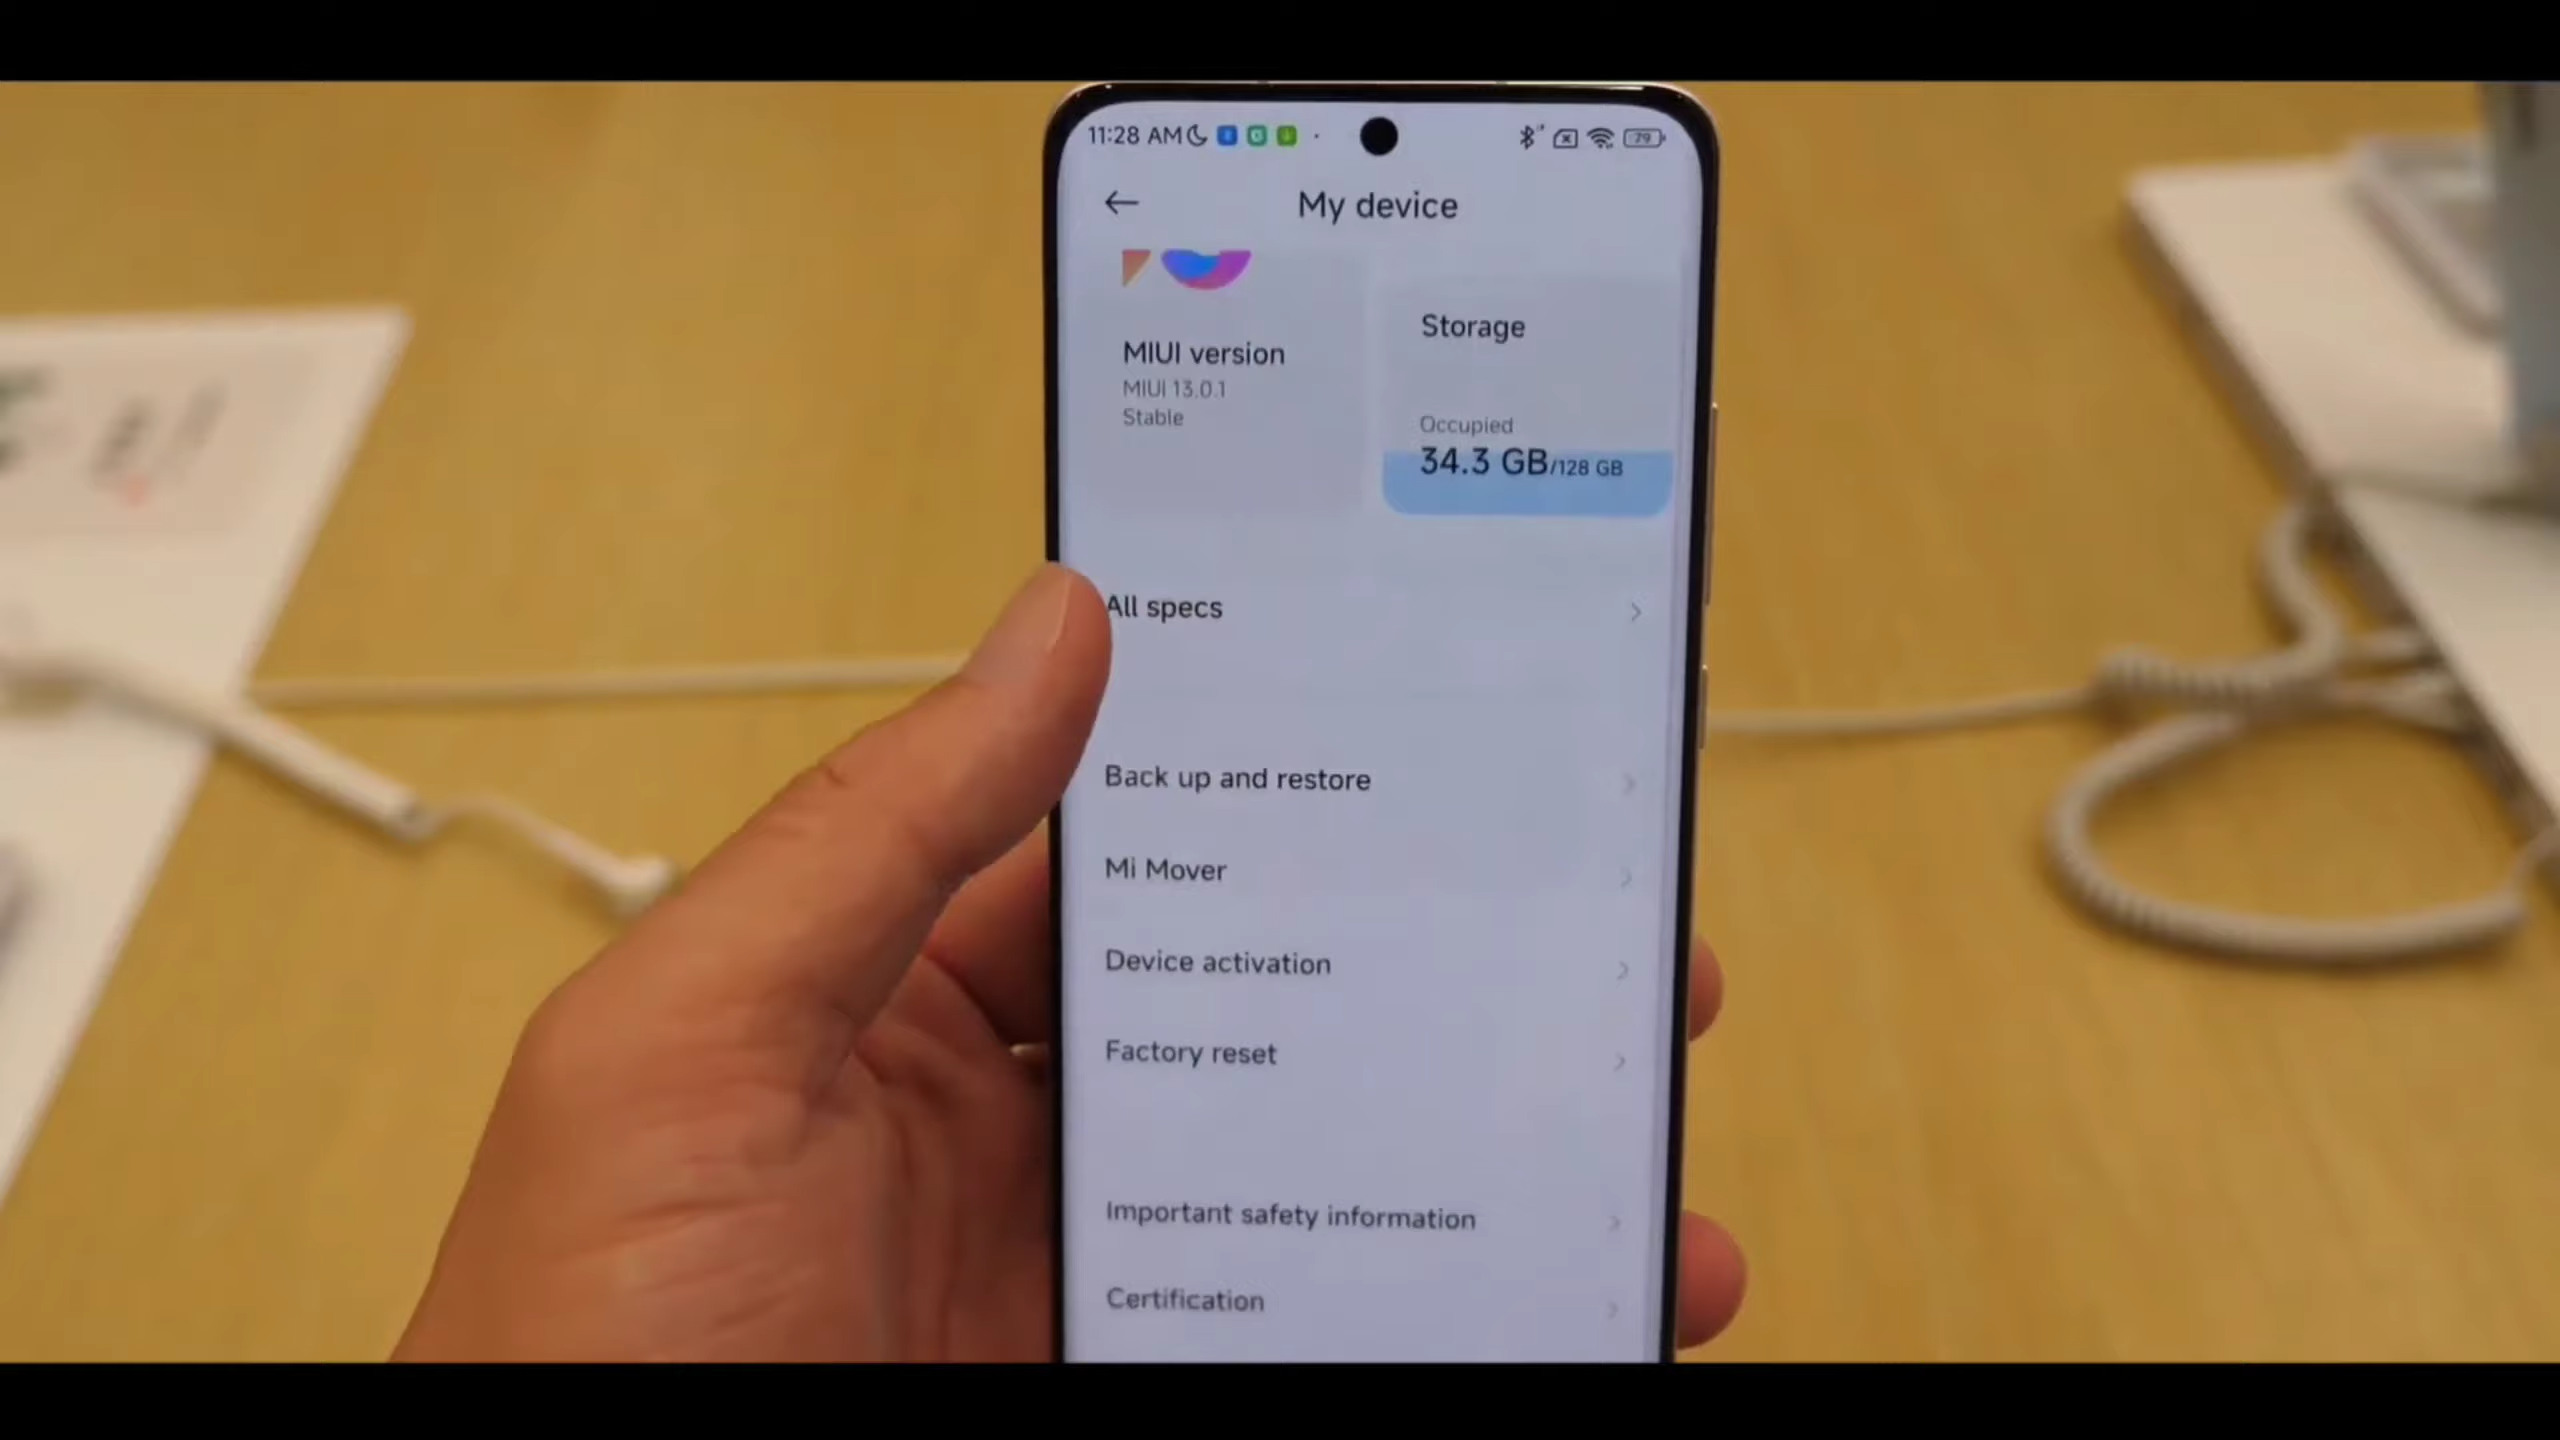 11:28 AM
79
My device
MIUI version
MIUI 13.0.1
Stable
Storage
Occupied
34.3 GB/128 GB
All specs
Back up and restore
Mi Mover
Device activation
Factory reset
Important safety information
Certification